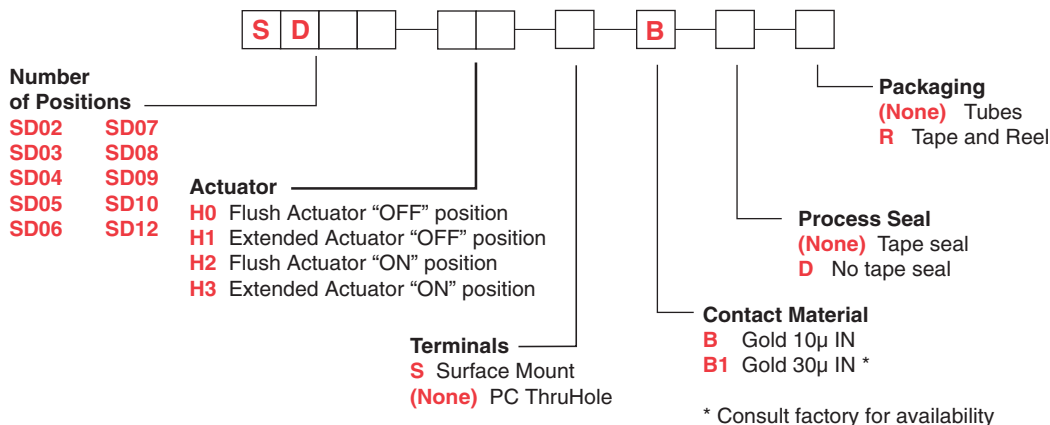 S D B
Number
of Positions
SD02 SD07
SD03 SD08
SD04 SD09
SD05 SD10
SD06 SD12
Actuator
H0 Flush Actuator “OFF” position
H1 Extended Actuator “OFF” position
H2 Flush Actuator “ON” position
H3 Extended Actuator “ON” position
Terminals
S Surface Mount
(None) PC ThruHole
Contact Material
B Gold 10µ IN
B1 Gold 30µ IN *
* Consult factory for availability
Process Seal
(None) Tape seal
D No tape seal
Packaging
(None) Tubes
R Tape and Reel